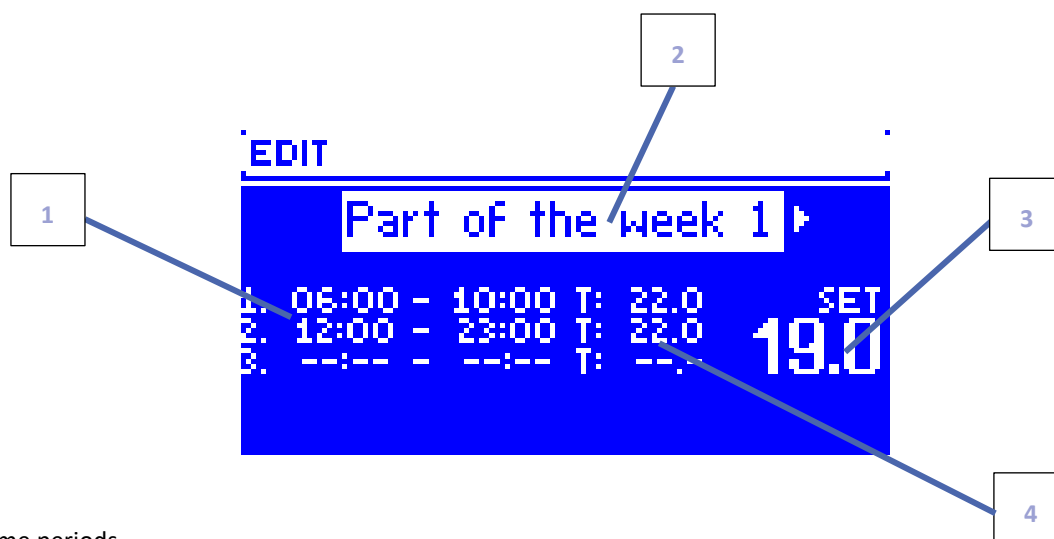 2
EDIT
1
Part of the week 1
3
1. 06:00 - 10:00 T: 22.0 SET
2. 12:00 - 23:00 T: 22.0 19.0
3. --:-- - --:-- T: --.-
4
periods